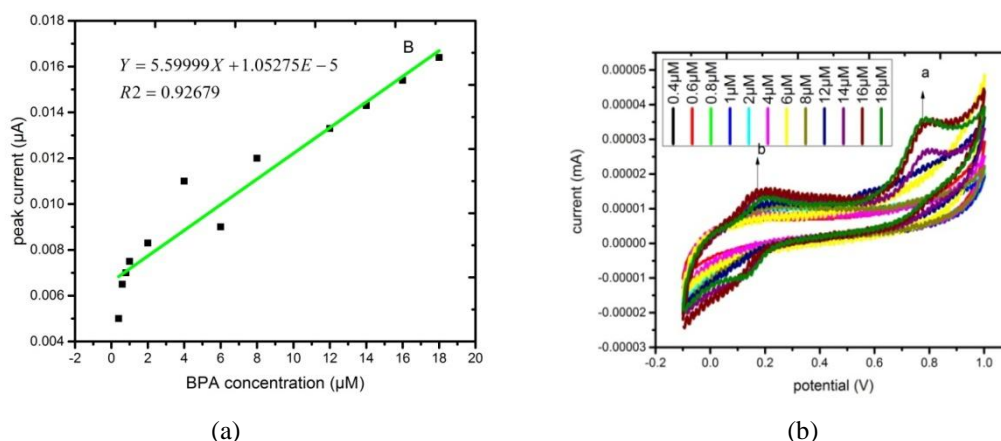 B
Y = 5.59999X + 1.05275E - 5
R2 = 0.92679
0.018
0.016
0.014
0.012
0.010
0.008
0.006
0.004
peak current (µA)
-2 0 2 4 6 8 10 12 14 16 18 20
BPA concentration (µM)
(a)
0.00005
0.00004
0.00003
0.00002
0.00001
0.00000
-0.00001
-0.00002
-0.00003
current (mA)
0.4µM
0.6µM
0.8µM
1µM
2µM
4µM
6µM
8µM
12µM
14µM
16µM
18µM
a
b
-0.2 0.0 0.2 0.4 0.6 0.8 1.0
potential (V)
(b)